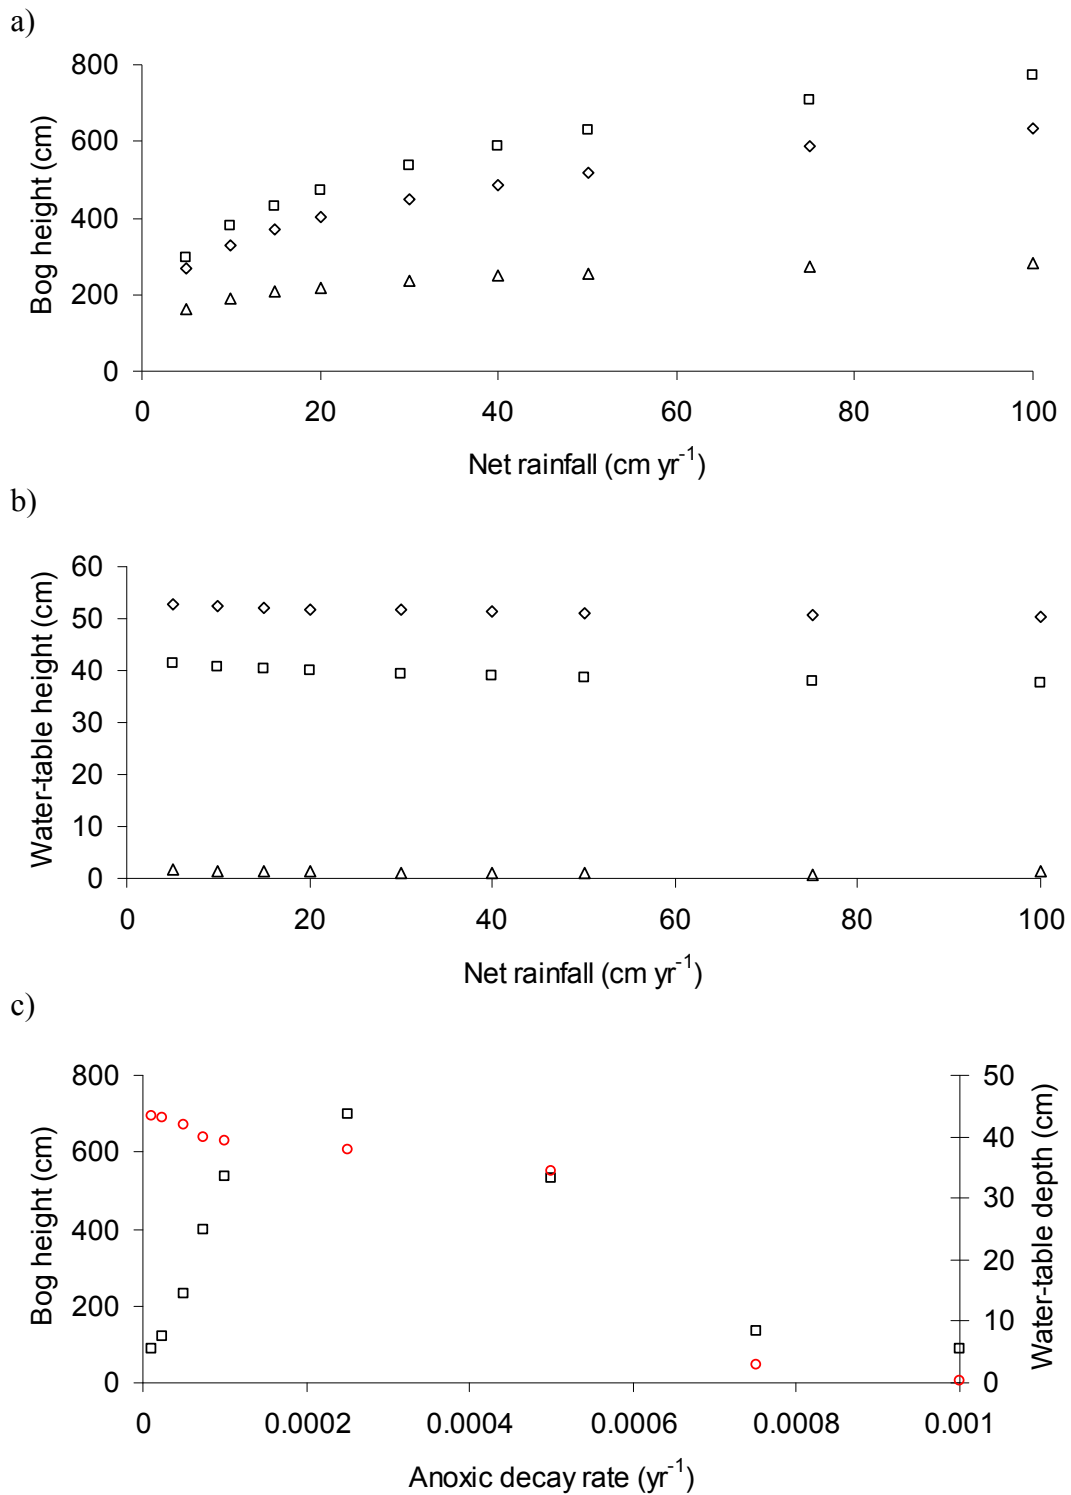 a)
800
600
400
200
0
Bog height (cm)
0 20 40 60 80 100
Net rainfall (cm yr⁻¹)
b)
60
50
40
30
20
10
0
Water-table height (cm)
0 20 40 60 80 100
Net rainfall (cm yr⁻¹)
c)
800
600
400
200
0
Bog height (cm)
50
40
30
20
10
0
Water-table depth (cm)
0 0.0002 0.0004 0.0006 0.0008 0.001
Anoxic decay rate (yr⁻¹)